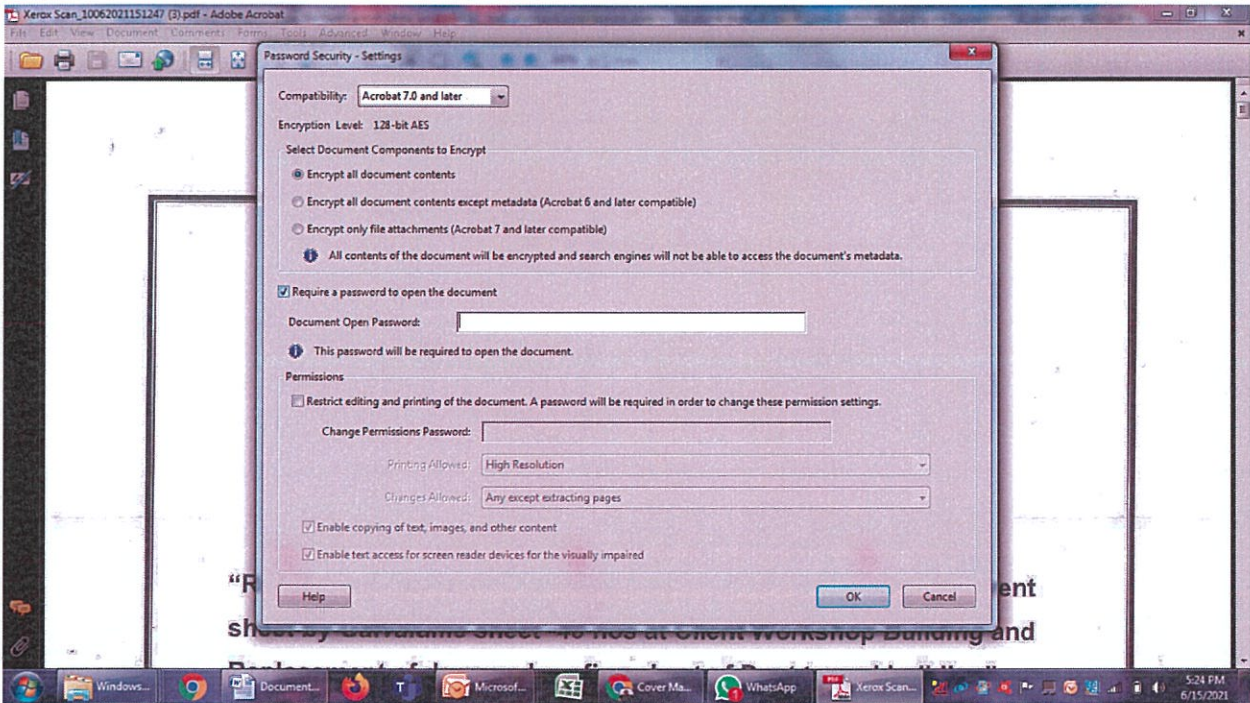 Xerox Scan_10062021151247 (3).pdf - Adobe Acrobat
File Edit View Document Comments Forms Tools Advanced Window Help
Password Security - Settings
Compatibility: Acrobat 7.0 and later
Encryption Level: 128-bit AES
Select Document Components to Encrypt
Encrypt all document contents
Encrypt all document contents except metadata (Acrobat 6 and later compatible)
Encrypt only file attachments (Acrobat 7 and later compatible)
All contents of the document will be encrypted and search engines will not be able to access the document's metadata.
Require a password to open the document
Document Open Password:
This password will be required to open the document.
Permissions
Restrict editing and printing of the document. A password will be required in order to change these permission settings.
Change Permissions Password:
Printing Allowed: High Resolution
Changes Allowed: Any except extracting pages
Enable copying of text, images, and other content
Enable text access for screen reader devices for the visually impaired
Help OK Cancel
and
Windows... Document... T Microsof... Cover Ma... WhatsApp Xerox Scan... 5:24 PM
6/15/2021